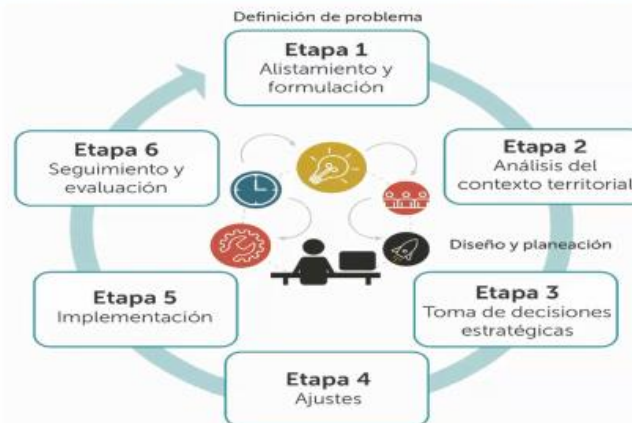 Definición de problema
Etapa 1
Alistamiento y
formulación
Etapa 2
Análisis del
contexto territorial
Diseño y planeación
Etapa 3
Toma de decisiones
estratégicas
Etapa 4
Ajustes
Etapa 5
Implementación
Etapa 6
Seguimiento y
evaluación